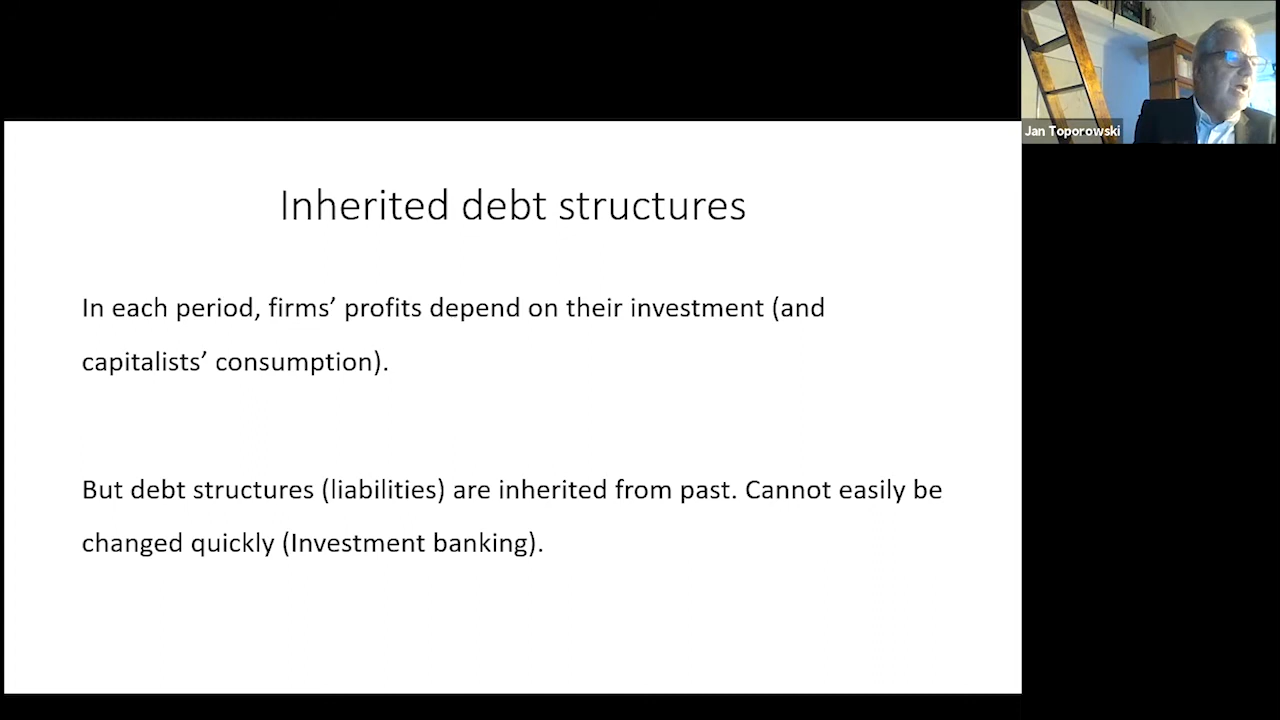 Jan Toporowski
Inherited debt structures
In each period, firms’ profits depend on their investment (and
capitalists’ consumption).
But debt structures (liabilities) are inherited from past. Cannot easily be
changed quickly (Investment banking).